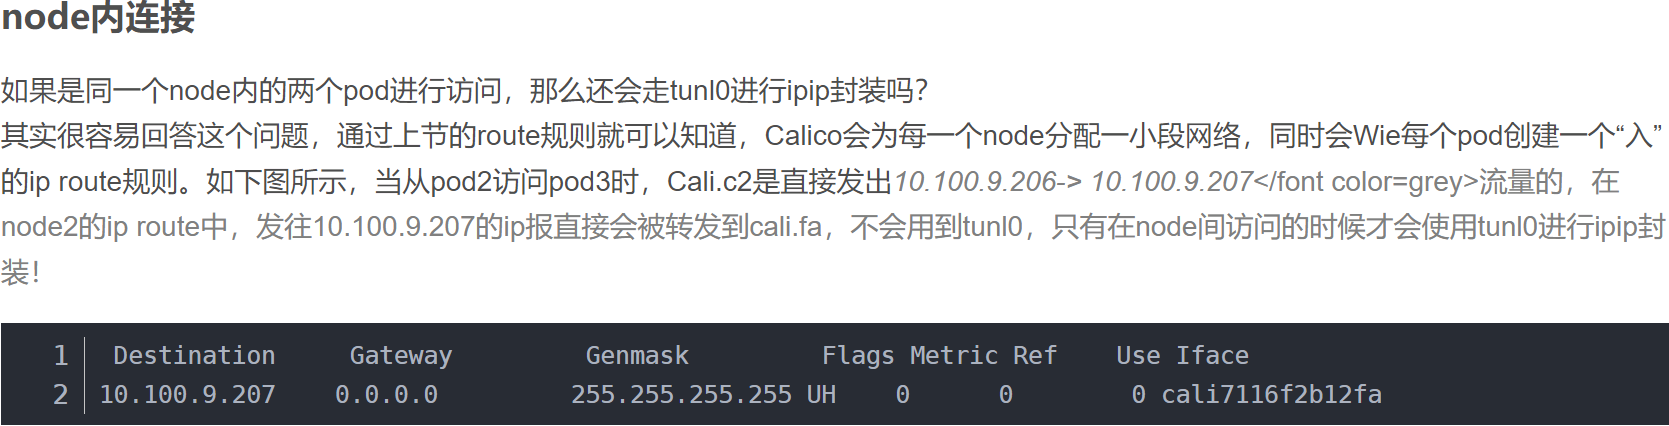 node内连接
如果是同一个node内的两个pod进行访问，那么还会走tunl0进行ipip封装吗？
其实很容易回答这个问题，通过上节的route规则就可以知道，Calico会为每一个node分配一小段网络，同时会Wie每个pod创建一个“入”
的ip route规则。如下图所示，当从pod2访问pod3时，Cali.c2是直接发出10.100.9.206-> 10.100.9.207</font color=grey>流量的，在
node2的ip route中，发往10.100.9.207的ip报直接会被转发到cali.fa，不会用到tunl0，只有在node间访问的时候才会使用tunl0进行ipip封
装！
1 Destination Gateway Genmask Flags Metric Ref Use Iface
2 10.100.9.207 0.0.0.0 255.255.255.255 UH 0 0 0 cali7116f2b12fa